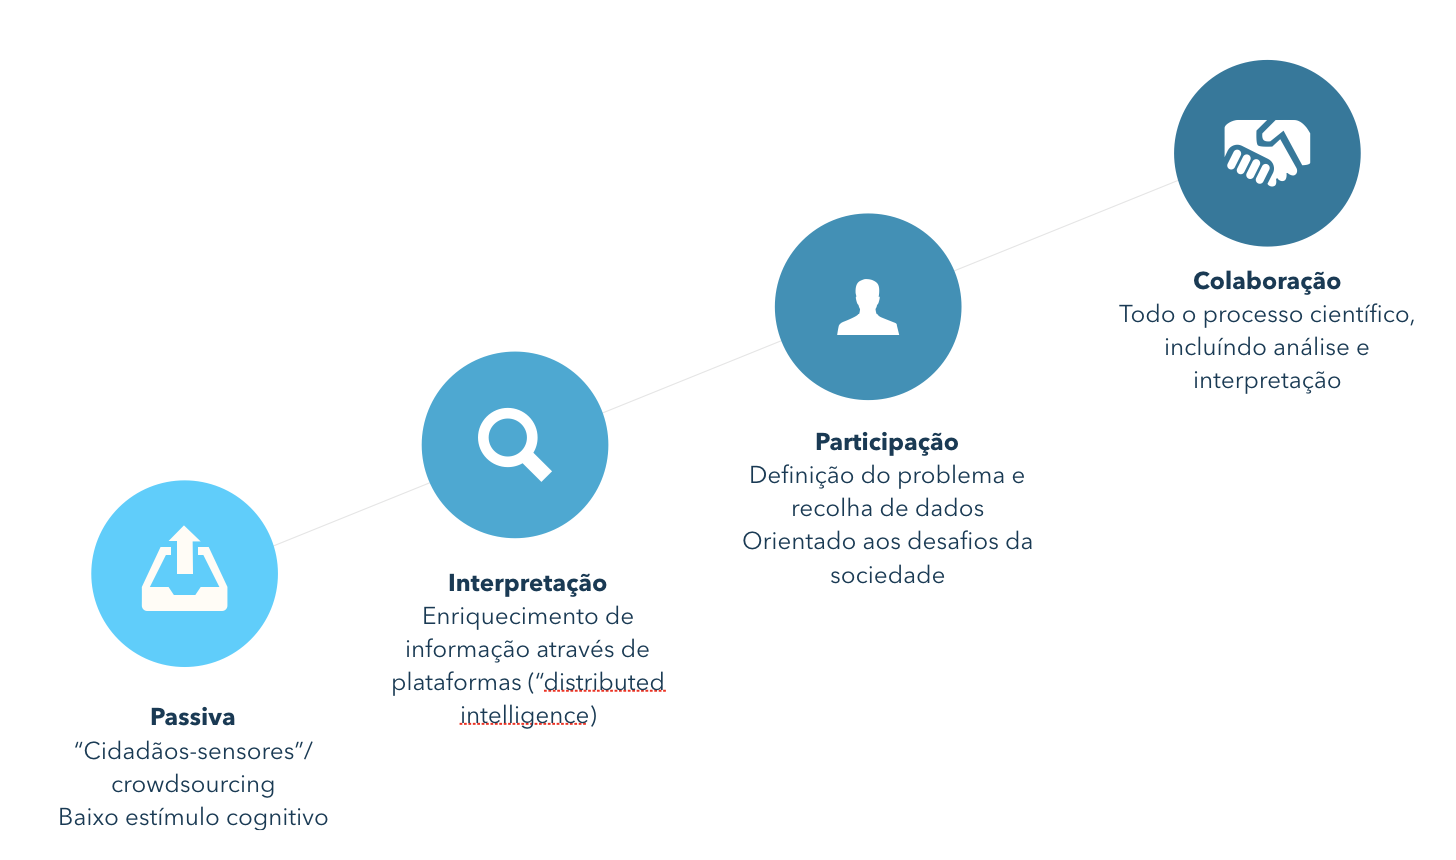 Colaboração
Todo o processo científico,
incluíndo análise e
interpretação
Participação
Definição do problema e
recolha de dados
Orientado aos desafios da
sociedade
Interpretação
Enriquecimento de
informação através de
plataformas (“distributed
intelligence)
Passiva
“Cidadãos-sensores”/
crowdsourcing
Baixo estímulo cognitivo